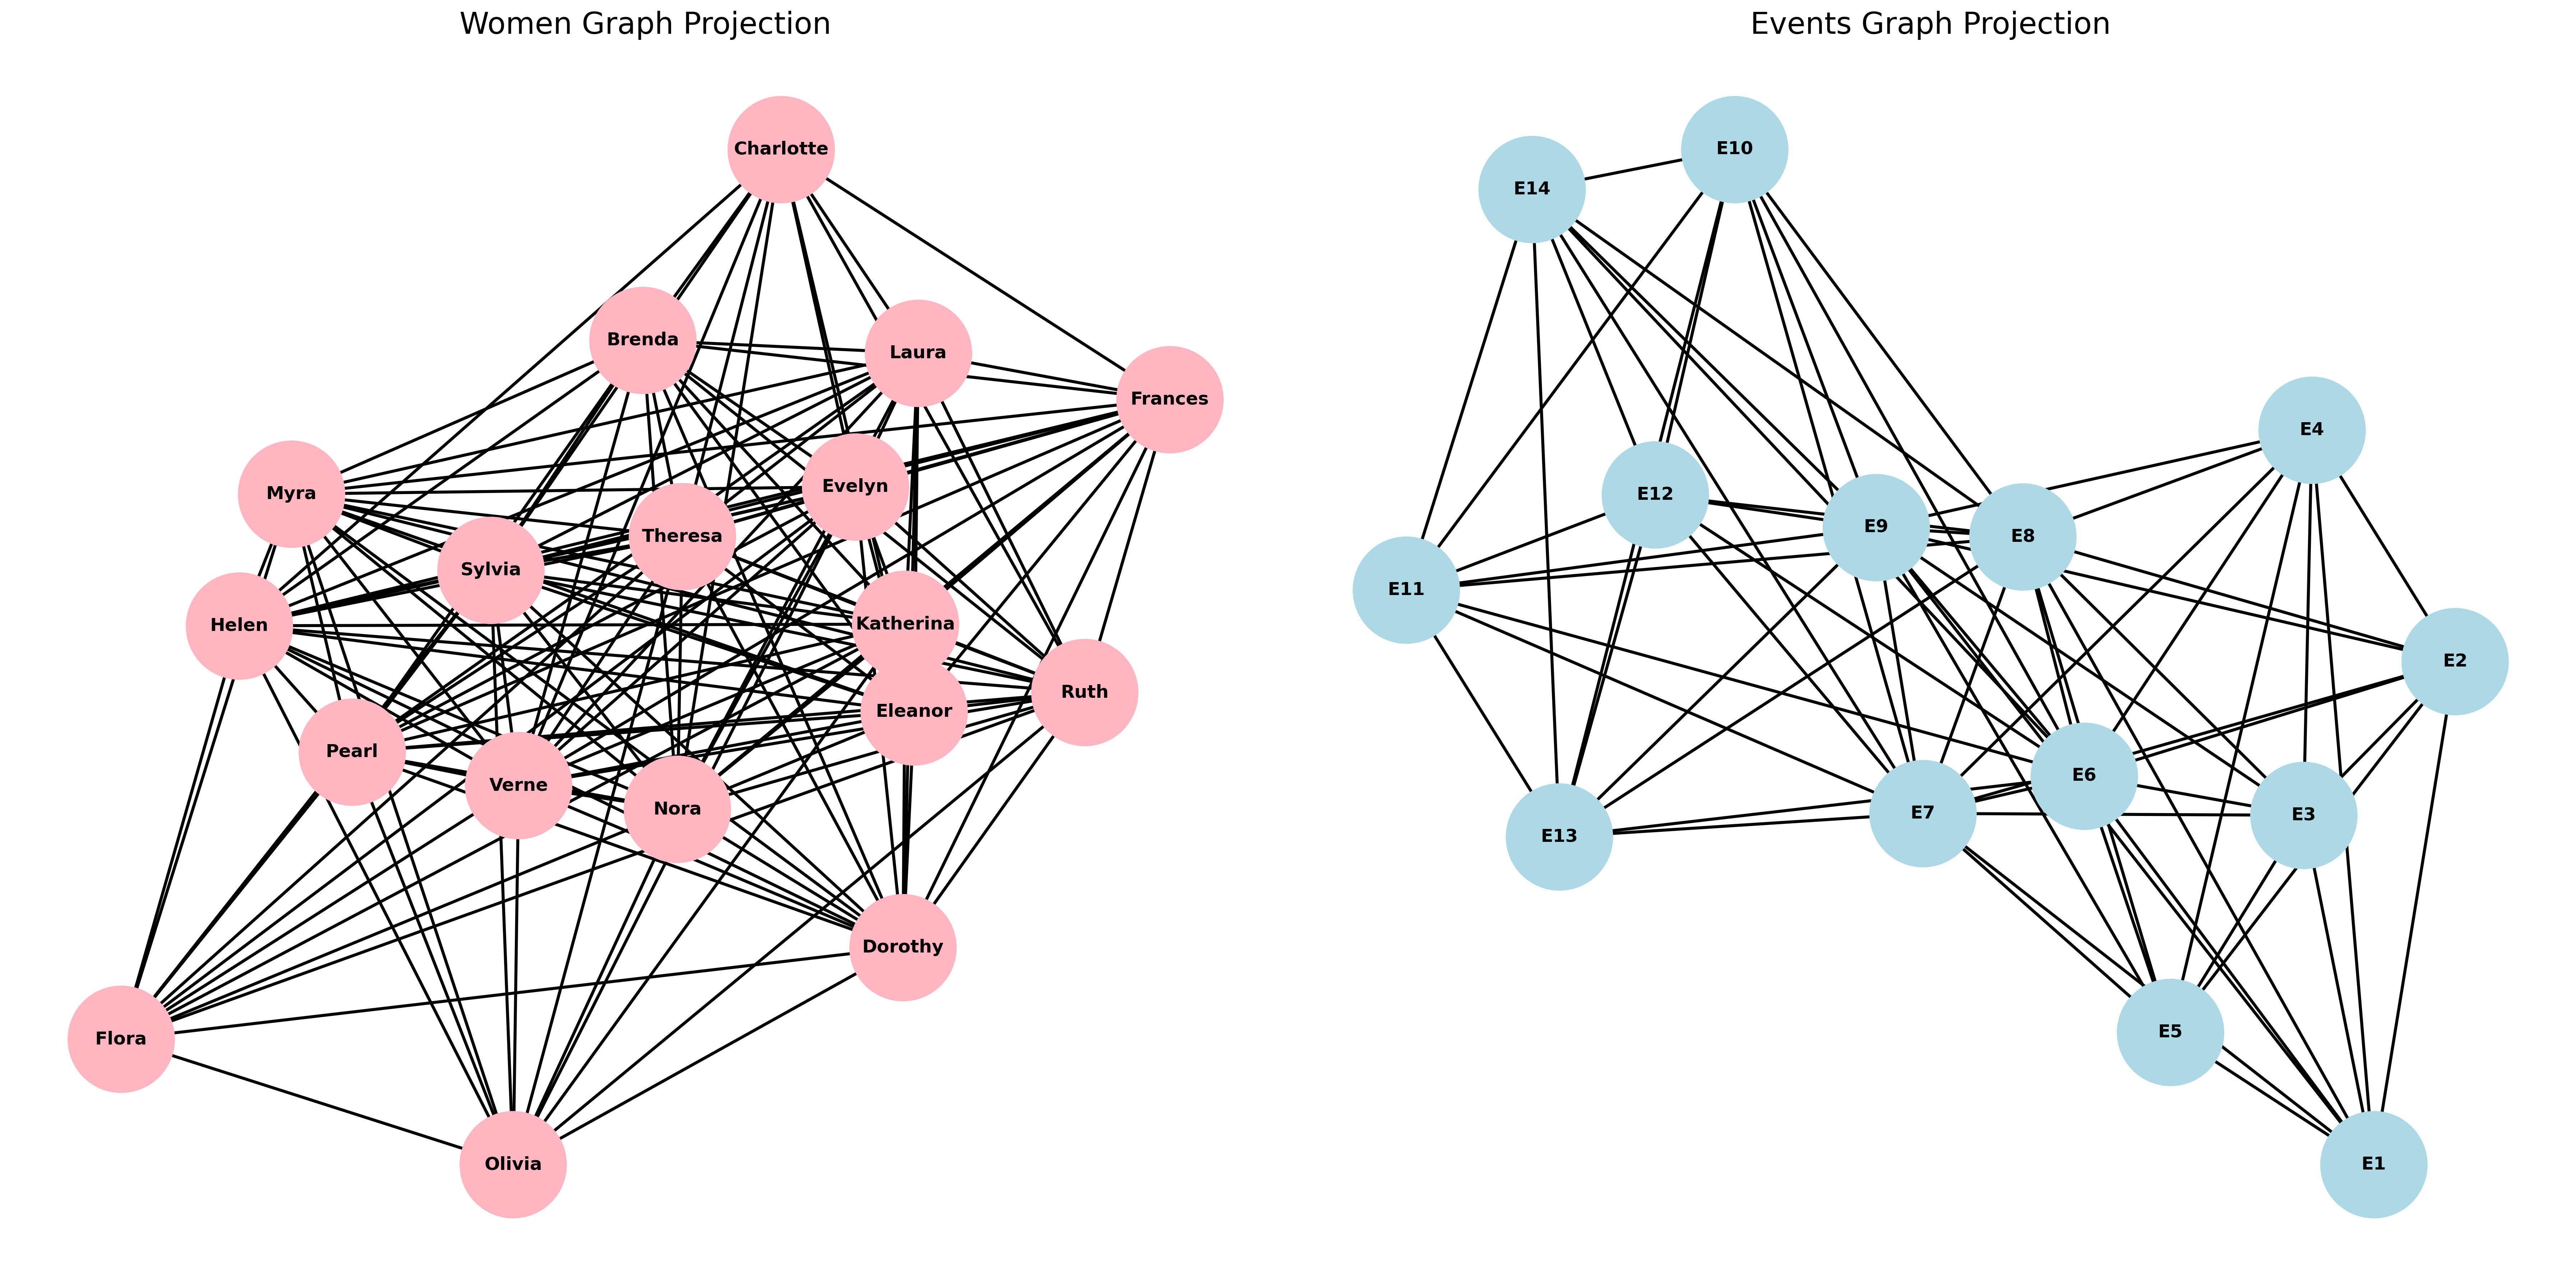 Women Graph Projection
Charlotte
Brenda
Laura
Frances
Evelyn
Myra
Theresa
Sylvia
Helen
Katherina
Ruth
Eleanor
Pearl
Verne
Nora
Dorothy
Flora
Olivia
Events Graph Projection
E10
E14
E4
E12
E9
E8
E11
E2
E6
E7
E3
E13
E5
E1